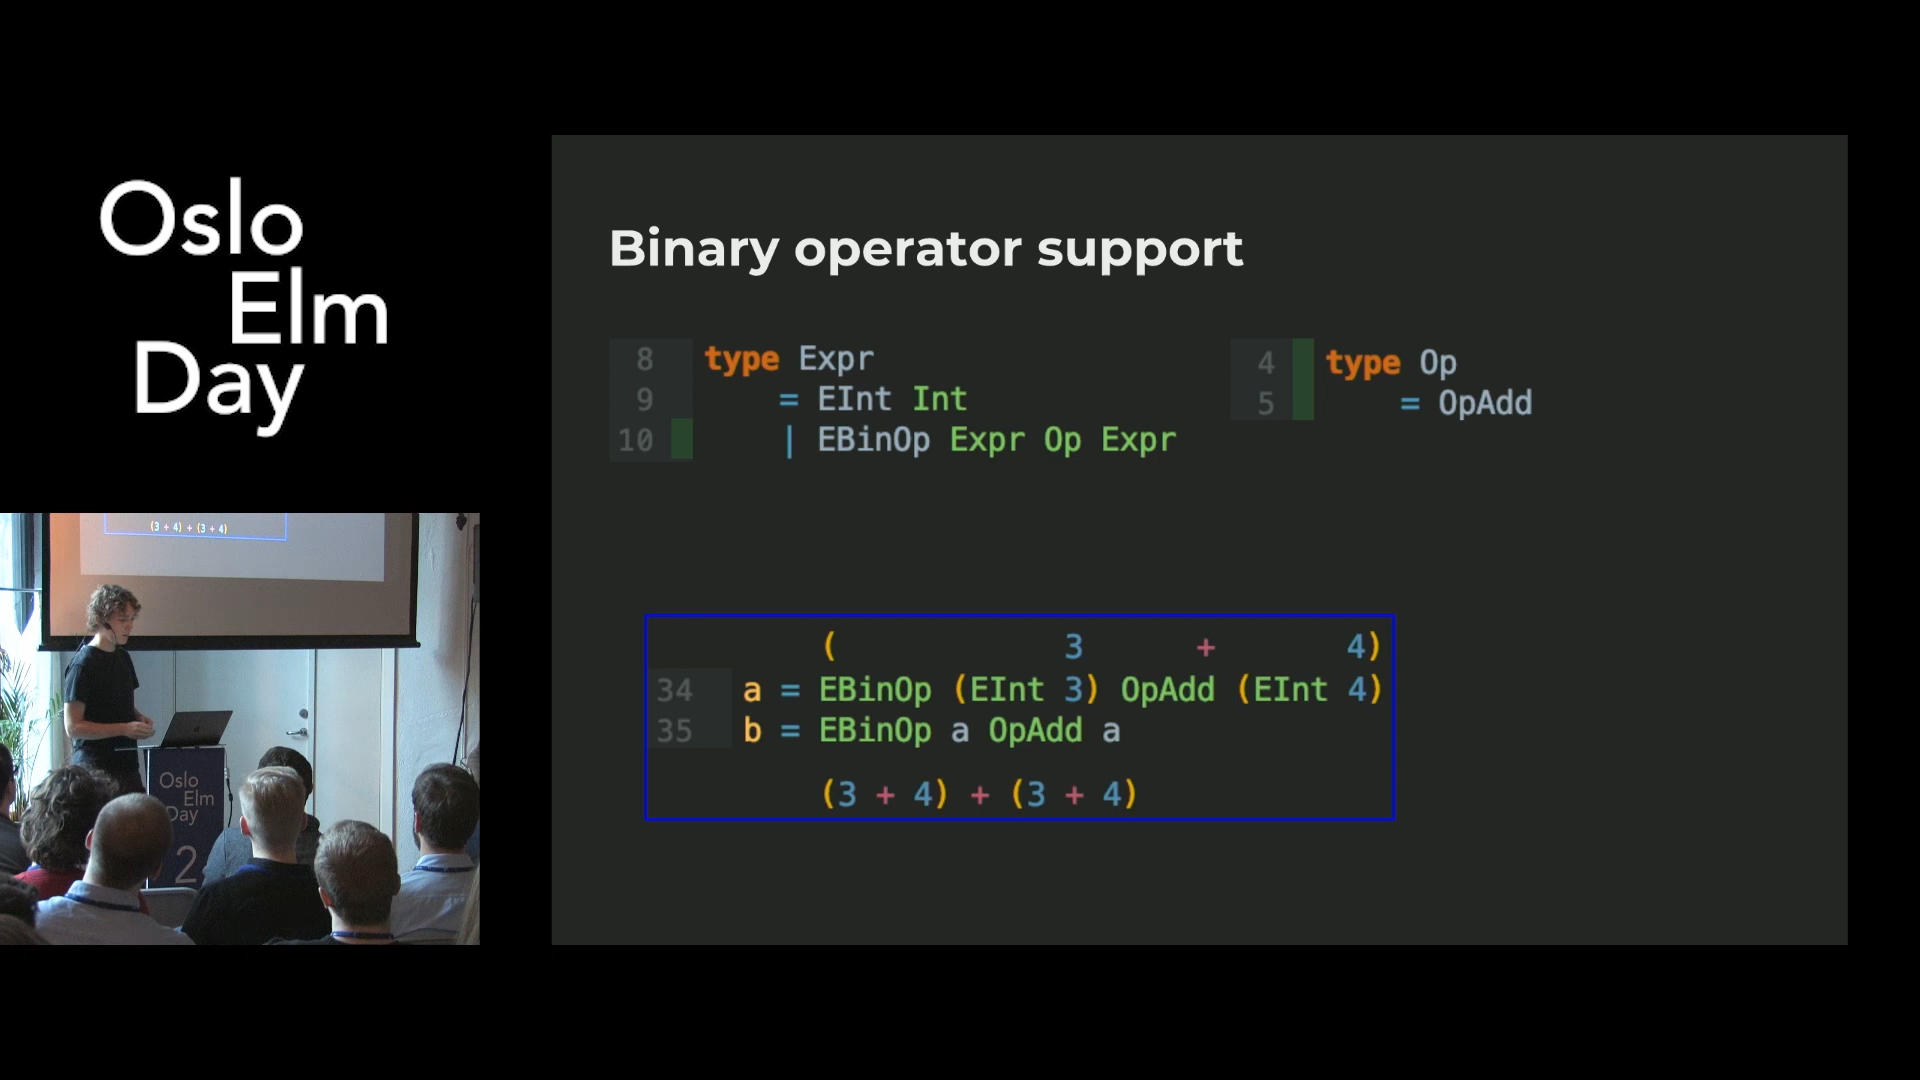 Oslo
Elm
Day
Binary operator support
8 type Expr
9 = EInt Int
10 | EBinOp Expr Op Expr
4 type Op
5 = OpAdd
( 3 + 4)
34 a = EBinOp (EInt 3) OpAdd (EInt 4)
35 b = EBinOp a OpAdd a
(3 + 4) + (3 + 4)
(3 + 4) + (3 + 4)
Oslo
Elm
Day
2